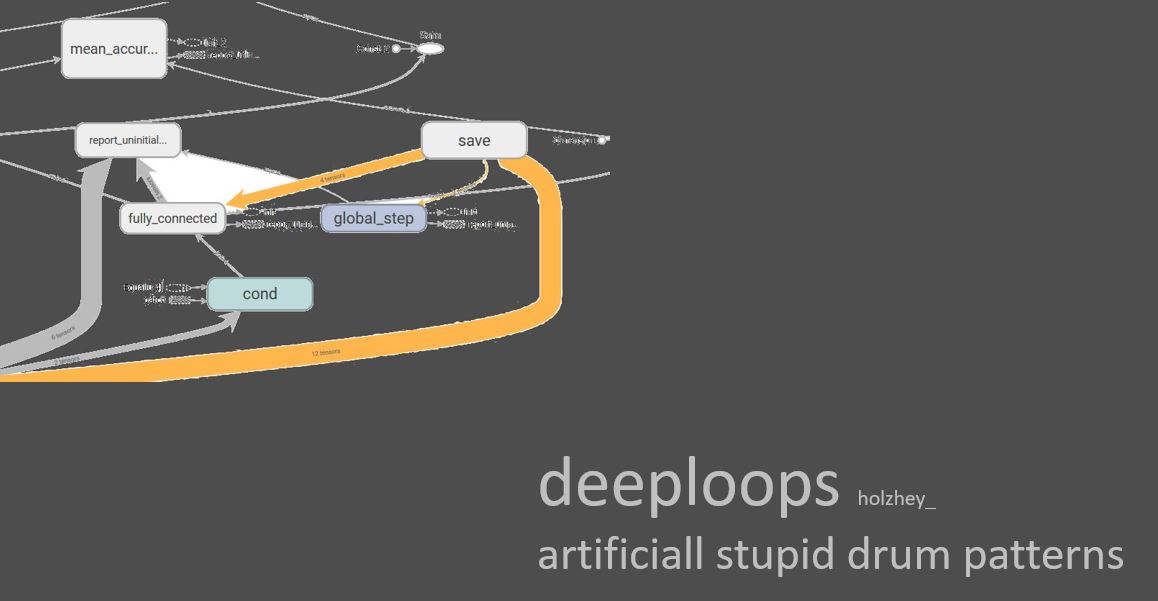 mean_accur...
report_uninitial...
save
4 tensors
fully_connected
global_step
cond
6 tensors
12 tensors
deeploops holzhey_
artificiall stupid drum patterns